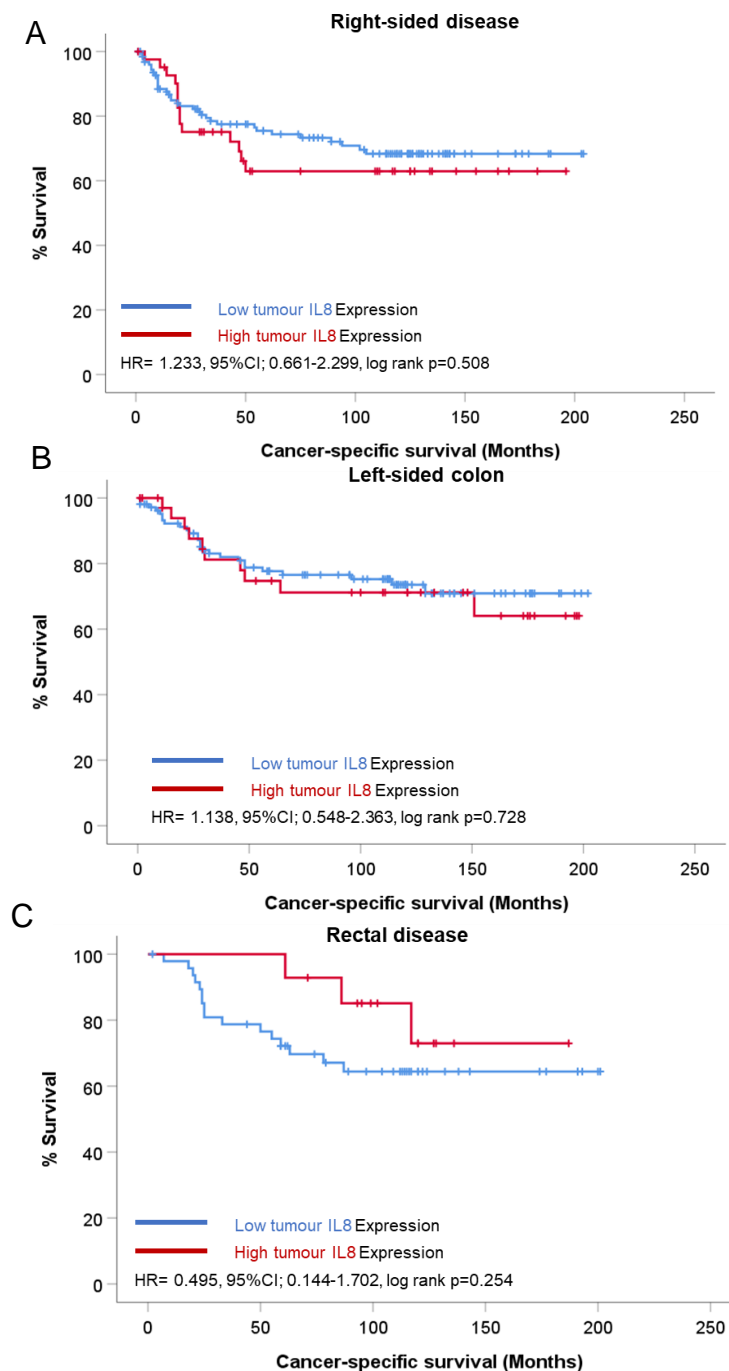 A
Right-sided disease
100
80
60
40
20
0
% Survival
Low tumour IL8 Expression
High tumour IL8 Expression
HR= 1.233, 95%CI; 0.661-2.299, log rank p=0.508
0 50 100 150 200 250
Cancer-specific survival (Months)
B
Left-sided colon
100
80
60
40
20
0
% Survival
Low tumour IL8 Expression
High tumour IL8 Expression
HR= 1.138, 95%CI; 0.548-2.363, log rank p=0.728
0 50 100 150 200 250
Cancer-specific survival (Months)
C
Rectal disease
100
80
60
40
20
0
% Survival
Low tumour IL8 Expression
High tumour IL8 Expression
HR= 0.495, 95%CI; 0.144-1.702, log rank p=0.254
0 50 100 150 200 250
Cancer-specific survival (Months)